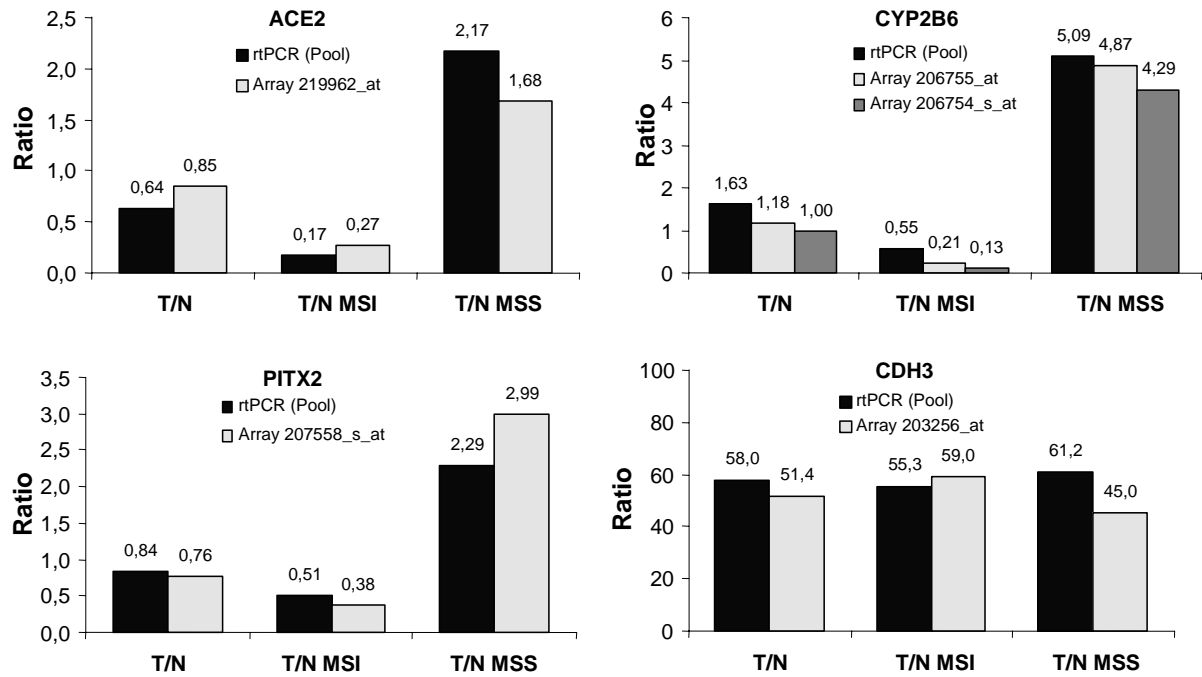 ACE2
rtPCR (Pool)
Array 219962_at
Ratio
2,5
2,0
1,5
1,0
0,5
0,0
0,64
0,85
0,17
0,27
2,17
1,68
T/N
T/N MSI
T/N MSS
CYP2B6
rtPCR (Pool)
Array 206755_at
Array 206754_s_at
Ratio
6
5
4
3
2
1
0
1,63
1,18
1,00
0,55
0,21
0,13
5,09
4,87
4,29
T/N
T/N MSI
T/N MSS
PITX2
rtPCR (Pool)
Array 207558_s_at
Ratio
3,5
3,0
2,5
2,0
1,5
1,0
0,5
0,0
0,84
0,76
0,51
0,38
2,29
2,99
T/N
T/N MSI
T/N MSS
CDH3
rtPCR (Pool)
Array 203256_at
Ratio
100
80
60
40
20
0
58,0
51,4
55,3
59,0
61,2
45,0
T/N
T/N MSI
T/N MSS